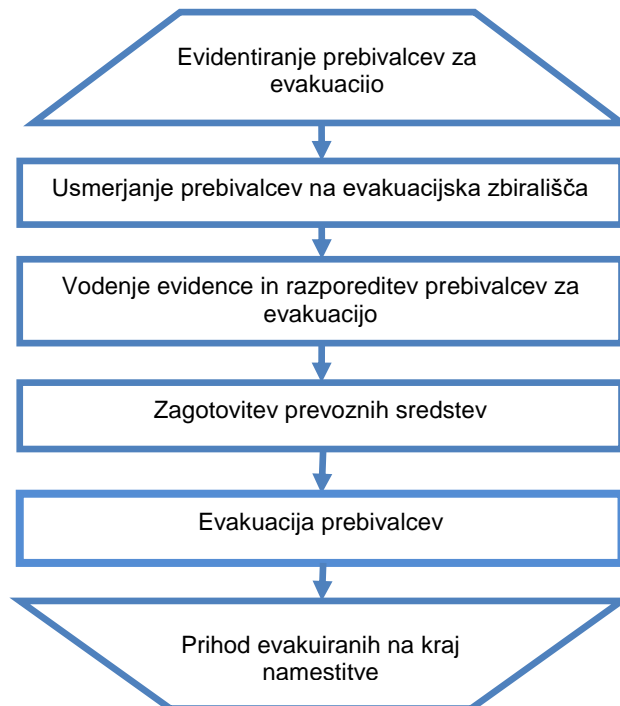 Evidentiranje prebivalcev za
evakuacijo
Usmerjanje prebivalcev na evakuacijska zbirališča
Vodenje evidence in razporeditev prebivalcev za
evakuacijo
Zagotovitev prevoznih sredstev
Evakuacija prebivalcev
Prihod evakuiranih na kraj
namestitve